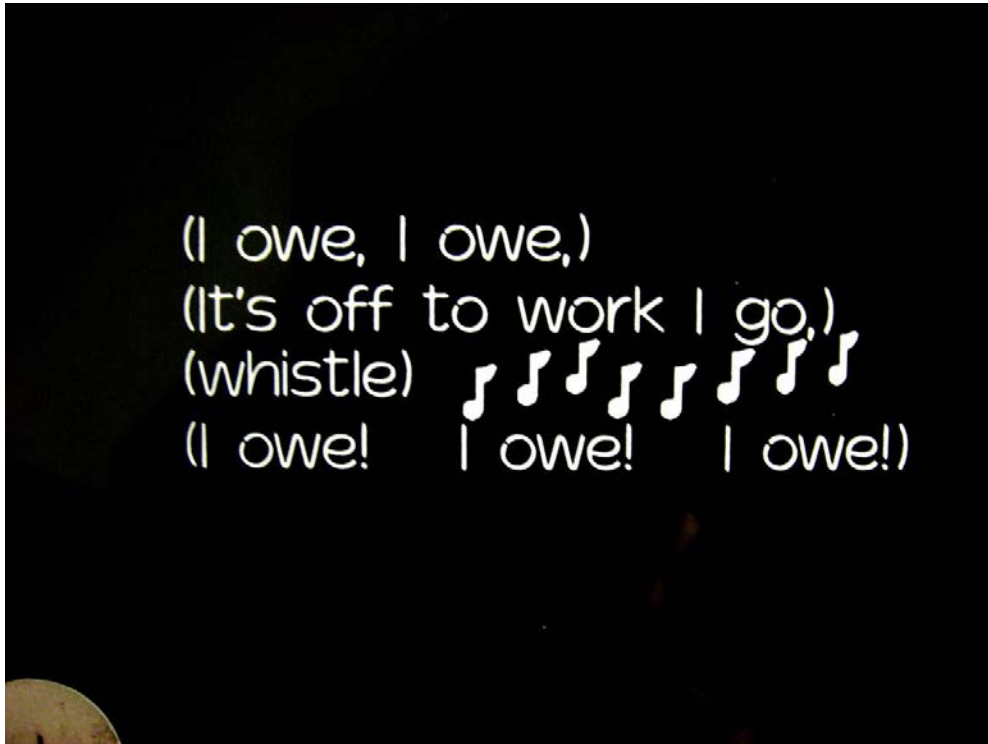 (I owe, I owe,)
(It's off to work I go,)
(whistle) ♪ ♪ ♪ ♪ ♪ ♪ ♪ ♪
(I owe! I owe! I owe!)